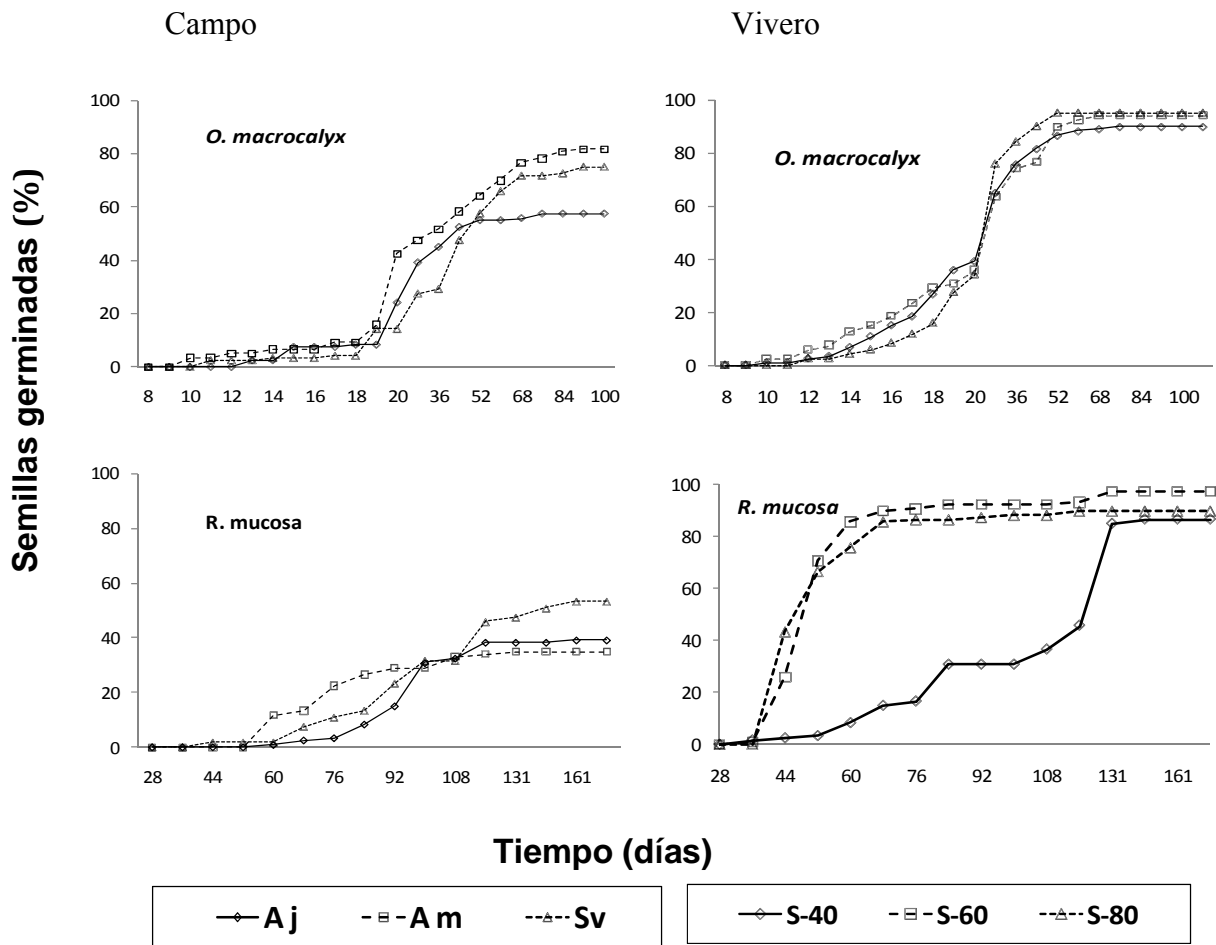 Campo
Vivero
Semillas germinadas (%)
O. macrocalyx
100
80
60
40
20
0
8 10 12 14 16 18 20 36 52 68 84 100
O. macrocalyx
100
80
60
40
20
0
8 10 12 14 16 18 20 36 52 68 84 100
R. mucosa
100
80
60
40
20
0
28 44 60 76 92 108 131 161
R. mucosa
100
80
60
40
20
0
28 44 60 76 92 108 131 161
Tiempo (días)
A j A m Sv
S-40 S-60 S-80